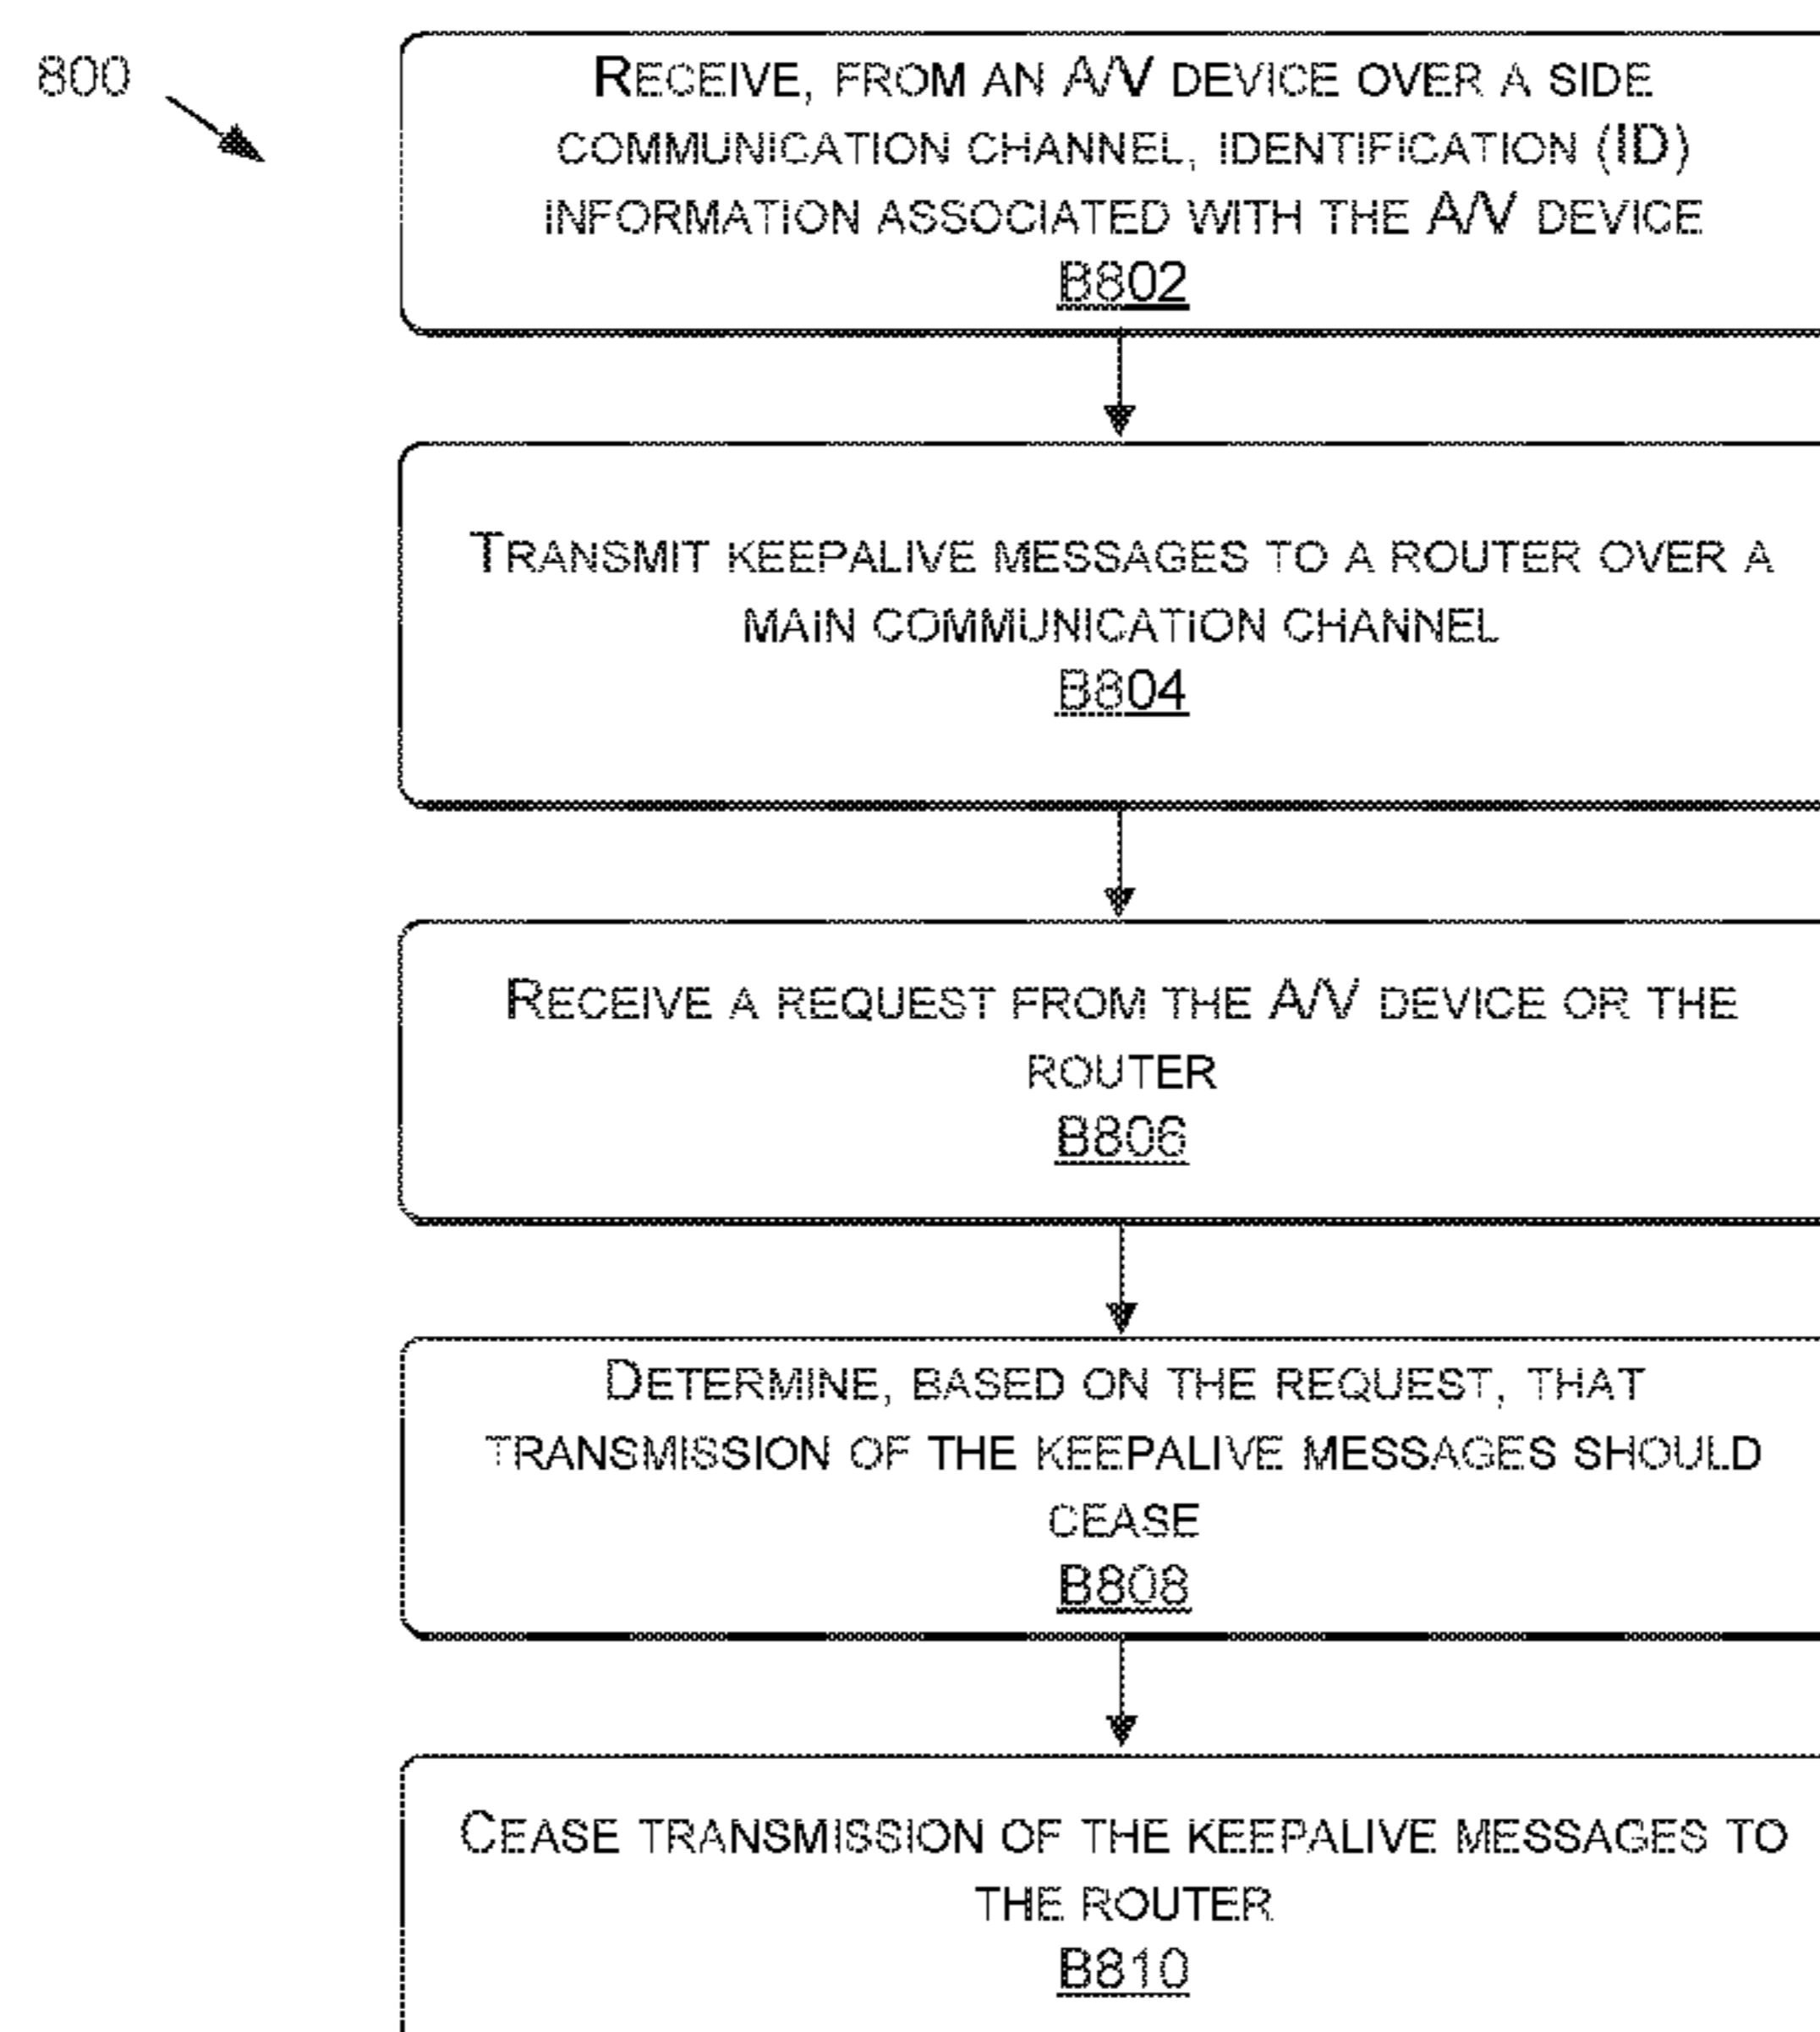 800
RECEIVE, FROM AN A/V DEVICE OVER A SIDE
COMMUNICATION CHANNEL, IDENTIFICATION (ID)
INFORMATION ASSOCIATED WITH THE A/V DEVICE
B802
TRANSMIT KEEPALIVE MESSAGES TO A ROUTER OVER A
MAIN COMMUNICATION CHANNEL
B804
RECEIVE A REQUEST FROM THE A/V DEVICE OR THE
ROUTER
B806
DETERMINE, BASED ON THE REQUEST, THAT
TRANSMISSION OF THE KEEPALIVE MESSAGES SHOULD
CEASE
B808
CEASE TRANSMISSION OF THE KEEPALIVE MESSAGES TO
THE ROUTER
B810